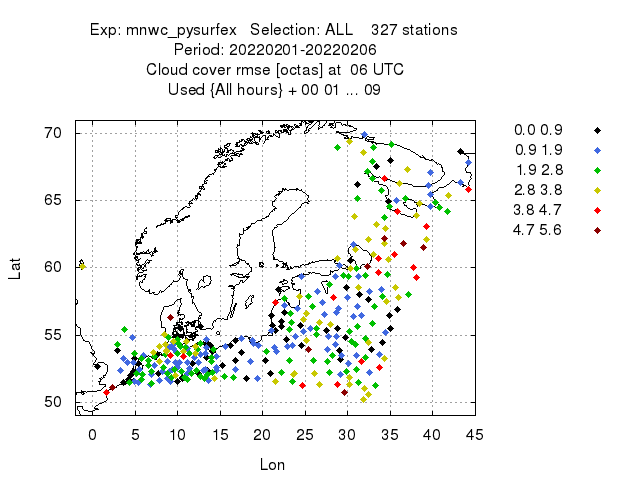 Exp: mnwc_pysurfex   Selection: ALL    327 stations
Period: 20220201-20220206
Cloud cover rmse [octas] at  06 UTC
Used {All hours} + 00 01 ... 09
0.0 0.9
0.9 1.9
1.9 2.8
2.8 3.8
3.8 4.7
4.7 5.6
70
65
60
55
50
Lat
0 5 10 15 20 25 30 35 40 45
Lon